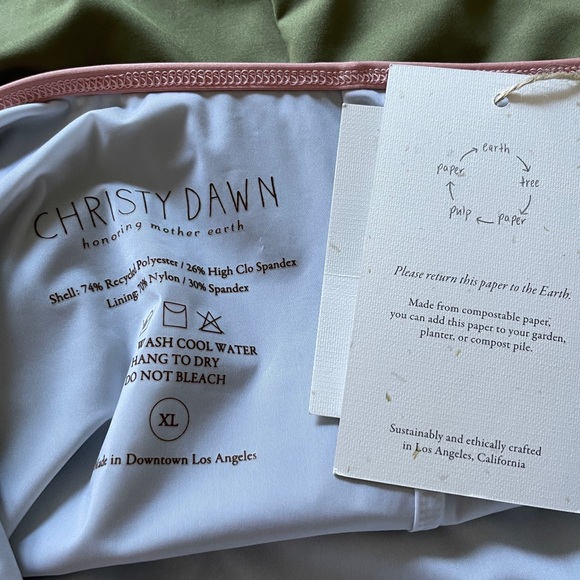 CHRISTY DAWN
honoring mother earth
Shell: 74% Recycled Polyester / 26% High Clo Spandex
Lining: Nylon / 30% Spandex
WASH COOL WATER
HANG TO DRY
DO NOT BLEACH
XL
Made in Downtown Los Angeles
earth
tree
paper
pulp
paper
Please return this paper to the Earth.
Made from compostable paper,
you can add this paper to your garden,
planter, or compost pile.
Sustainably and ethically crafted
in Los Angeles, California